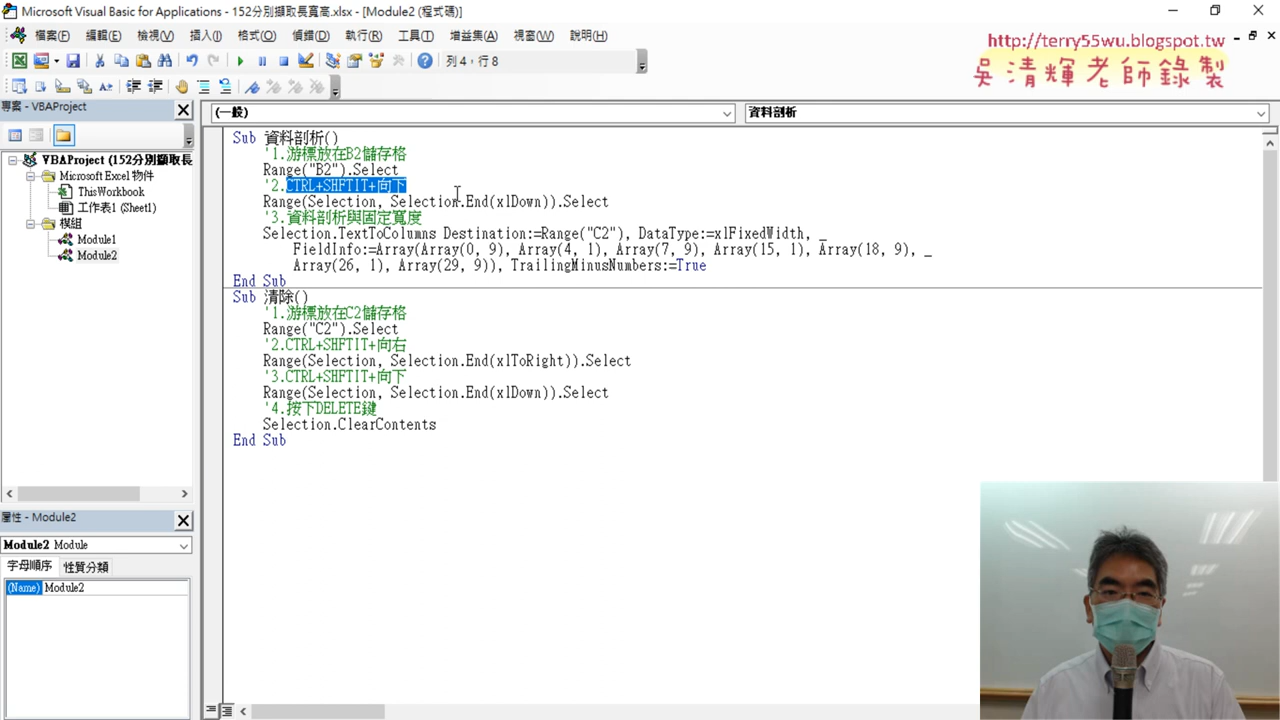 Microsoft Visual Basic for Applications - 152分別擷取長寬高.xlsx - [Module2 (程式碼)]
檔案(F) 編輯(E) 檢視(V) 插入(I) 格式(O) 偵錯(D) 執行(R) 工具(T) 增益集(A) 視窗(W) 說明(H)
http://terry55wu.blogspot.tw
吳清輝老師錄製
列 4，行 8
專案 - VBAProject
(一般)
資料剖析
VBAProject (152分別擷取長
Microsoft Excel 物件
ThisWorkbook
工作表1 (Sheet1)
模組
Module1
Module2
Sub 資料剖析()
'1.游標放在B2儲存格
Range("B2").Select
'2.CTRL+SHFTIT+向下
Range(Selection, Selection.End(xlDown)).Select
'3.資料剖析與固定寬度
Selection.TextToColumns Destination:=Range("C2"), DataType:=xlFixedWidth, _
FieldInfo:=Array(Array(0, 9), Array(4, 1), Array(7, 9), Array(15, 1), Array(18, 9), _
Array(26, 1), Array(29, 9)), TrailingMinusNumbers:=True
End Sub
Sub 清除()
'1.游標放在C2儲存格
Range("C2").Select
'2.CTRL+SHFTIT+向右
Range(Selection, Selection.End(xlToRight)).Select
'3.CTRL+SHFTIT+向下
Range(Selection, Selection.End(xlDown)).Select
'4.按下DELETE鍵
Selection.ClearContents
End Sub
屬性 - Module2
Module2 Module
字母順序 性質分類
(Name) Module2